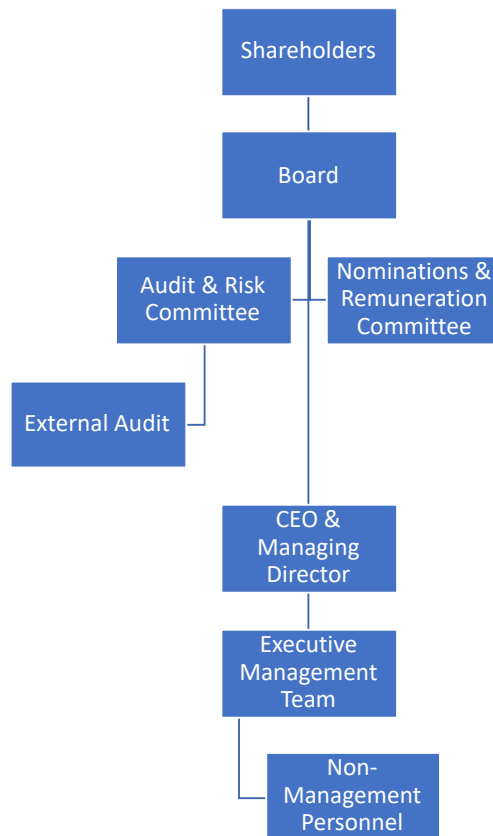 Shareholders
Board
Audit & Risk
Committee
Nominations &
Remuneration
Committee
External Audit
CEO &
Managing
Director
Executive
Management
Team
Non-
Management
Personnel